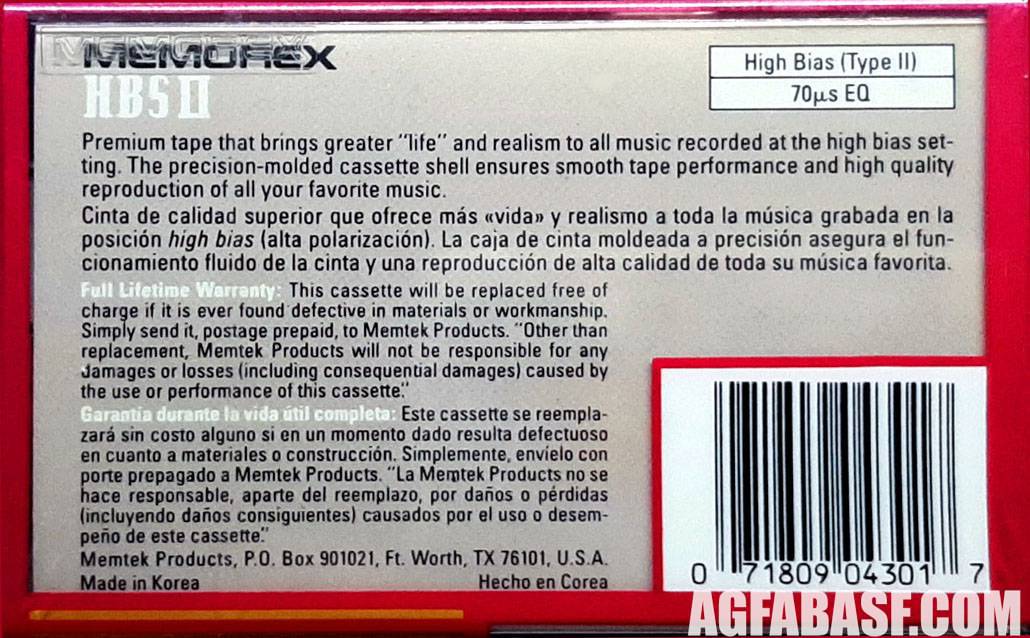 MEMOREX
HBS II
High Bias (Type II)
70µs EQ
Premium tape that brings greater "life" and realism to all music recorded at the high bias set-
ting. The precision-molded cassette shell ensures smooth tape performance and high quality
reproduction of all your favorite music.
Cinta de calidad superior que ofrece más «vida» y realismo a toda la música grabada en la
posición high bias (alta polarización). La caja de cinta moldeada a precisión asegura el fun-
cionamiento fluido de la cinta y una reproducción de alta calidad de toda su música favorita.
Full Lifetime Warranty: This cassette will be replaced free of
charge if it is ever found defective in materials or workmanship.
Simply send it, postage prepaid, to Memtek Products. "Other than
replacement, Memtek Products will not be responsible for any
damages or losses (including consequential damages) caused by
the use or performance of this cassette."
Garantía durante la vida útil completa: Este cassette se reempla-
zará sin costo alguno si en un momento dado resulta defectuoso
en cuanto a materiales o construcción. Simplemente, envíelo con
porte prepagado a Memtek Products. "La Memtek Products no se
hace responsable, aparte del reemplazo, por daños o pérdidas
(incluyendo daños consiguientes) causados por el uso o desem-
peño de este cassette."
Memtek Products, P.O. Box 901021, Ft. Worth, TX 76101, U.S.A.
Made in Korea Hecho en Corea
0 71809 04301 7
AGFABASE.COM